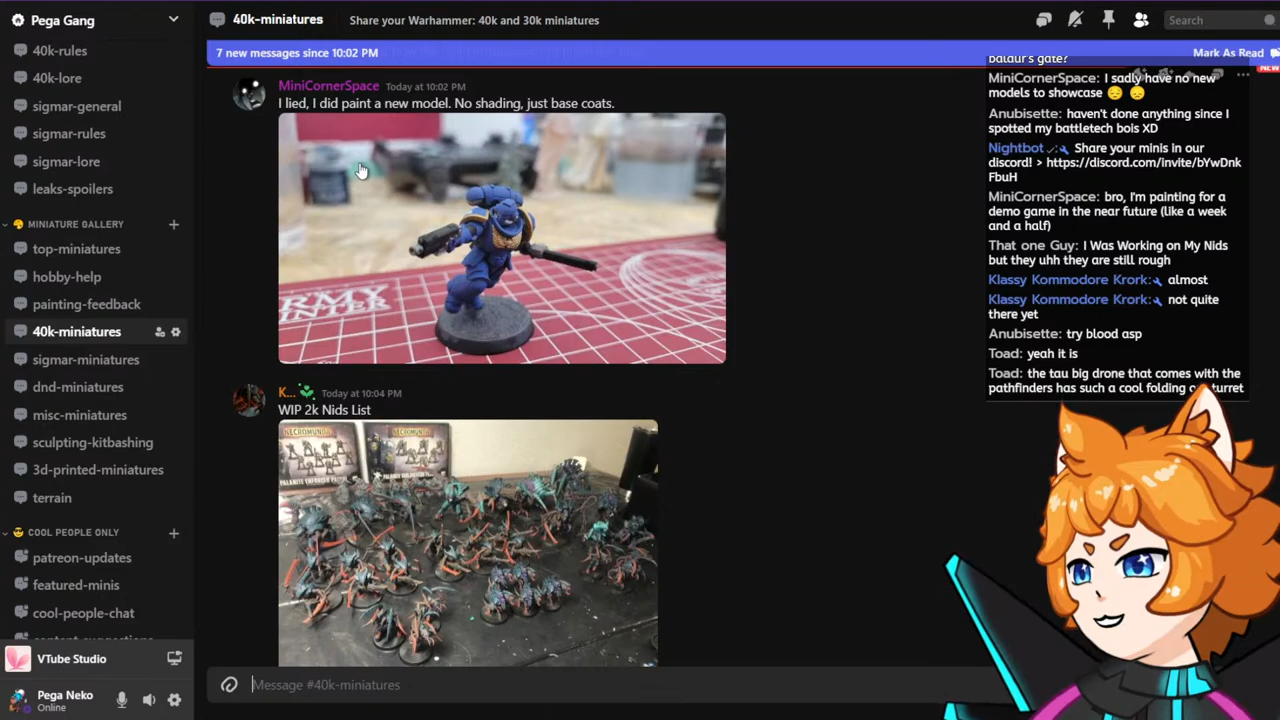 Pega Gang
40k-rules
40k-lore
sigmar-general
sigmar-rules
sigmar-lore
leaks-spoilers
MINIATURE GALLERY
top-miniatures
hobby-help
painting-feedback
40k-miniatures
sigmar-miniatures
dnd-miniatures
misc-miniatures
sculpting-kitbashing
3d-printed-miniatures
terrain
COOL PEOPLE ONLY
patreon-updates
featured-minis
cool-people-chat
VTube Studio
Pega Neko
Online
40k-miniatures
Share your Warhammer: 40k and 30k miniatures
Search
7 new messages since 10:02 PM
Mark As Read
NEW
MiniCornerSpace Today at 10:02 PM
I lied, I did paint a new model. No shading, just base coats.
K... Today at 10:04 PM
WIP 2k Nids List
NECROMUNDA
NECROMUNDA
Message #40k-miniatures
baldur's gate?
MiniCornerSpace: I sadly have no new
models to showcase 😔 😞
Anubisette: haven't done anything since I
spotted my battletech bois XD
Nightbot: Share your minis in our
discord! > https://discord.com/invite/bYwDnk
FbuH
MiniCornerSpace: bro, I'm painting for a
demo game in the near future (like a week
and a half)
That one Guy: I Was Working on My Nids
but they uhh they are still rough
Klassy Kommodore Krork: almost
Klassy Kommodore Krork: not quite
there yet
Anubisette: try blood asp
Toad: yeah it is
Toad: the tau big drone that comes with the
pathfinders has such a cool folding turret